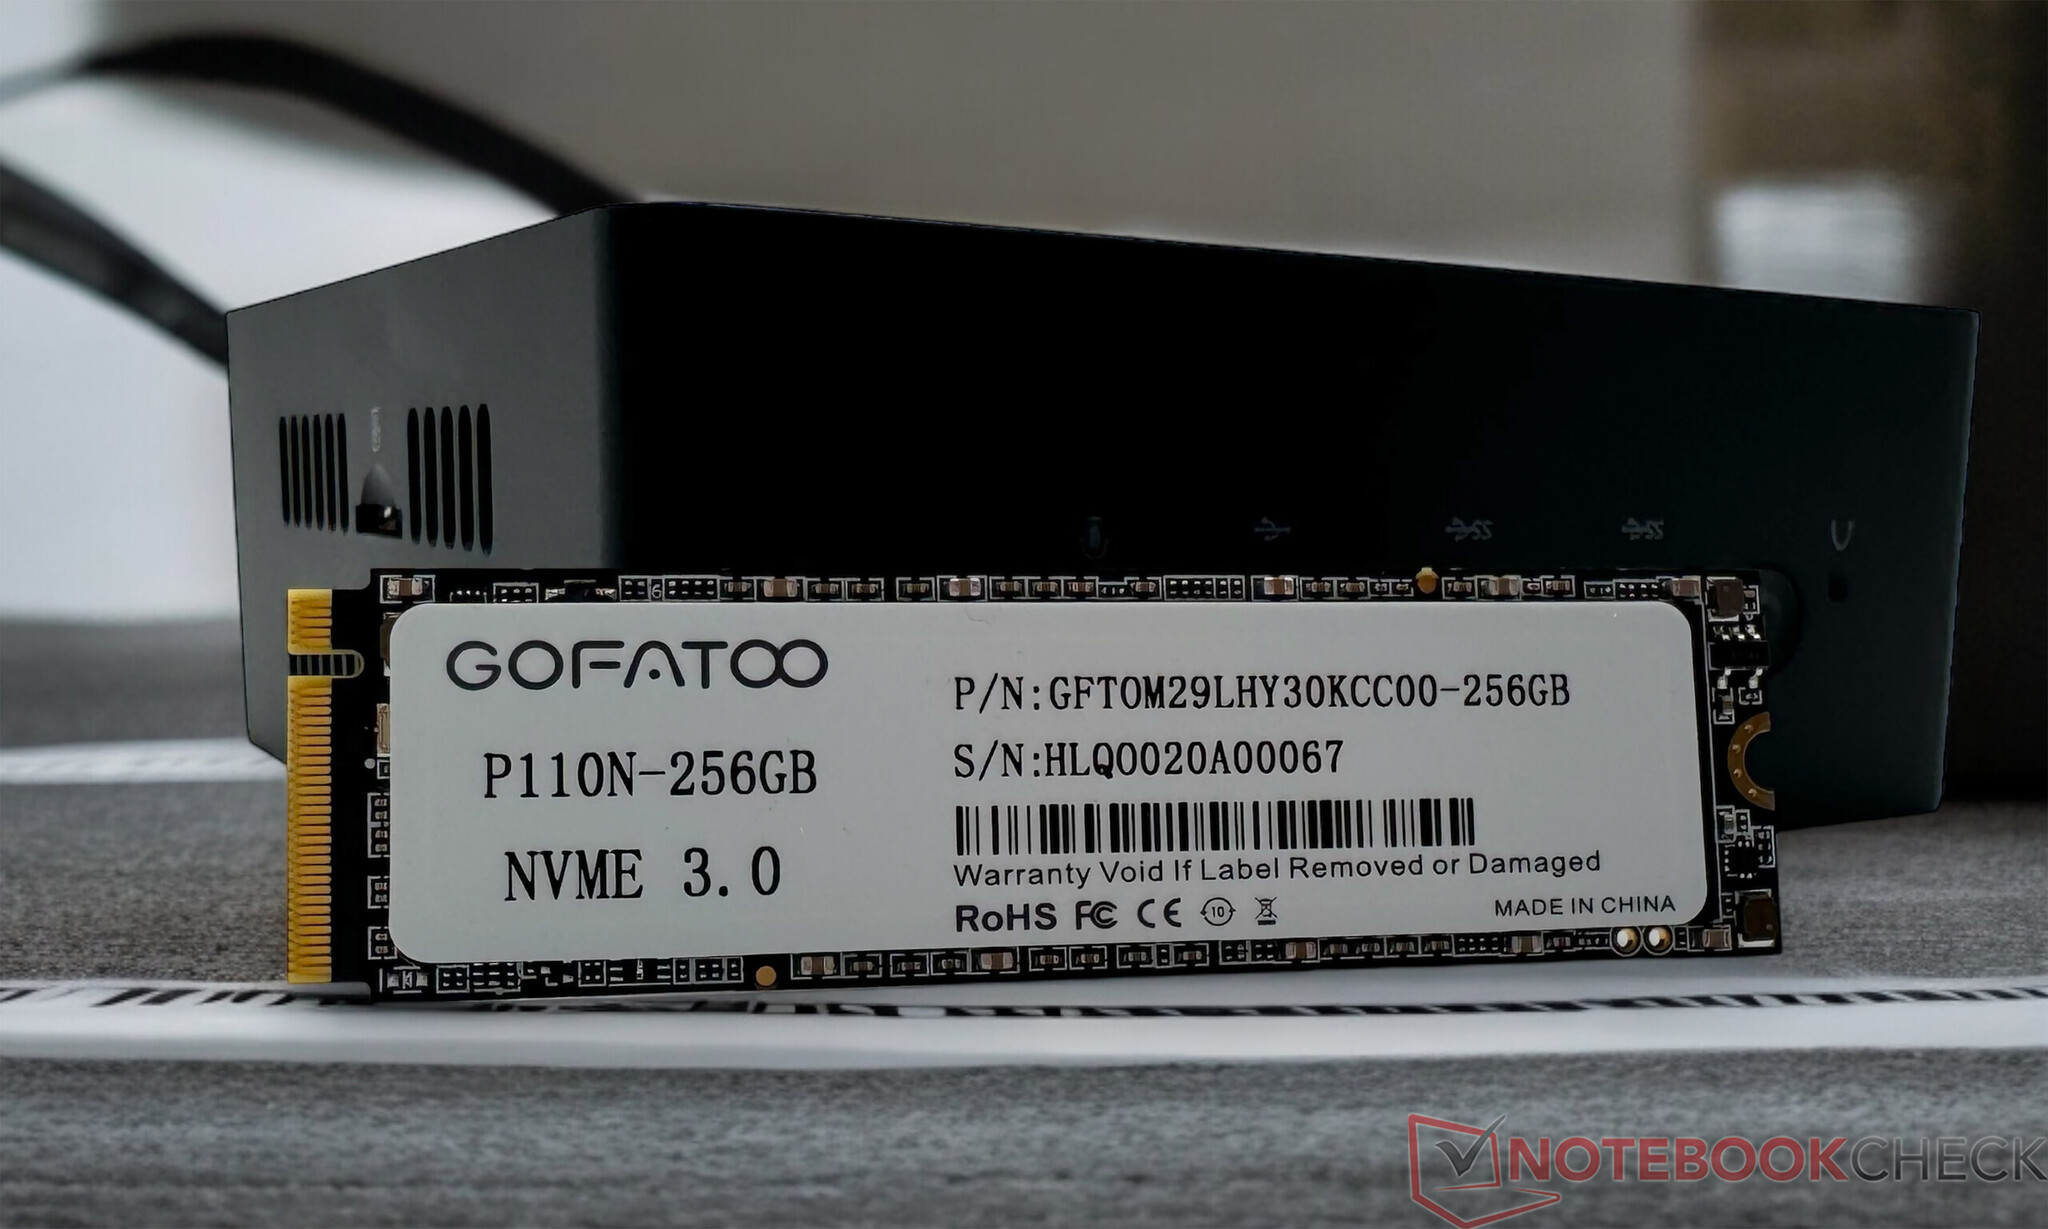 GOFATOO
P110N-256GB
NVME 3.0
P/N:GFTOM29LHY30KCC00-256GB
S/N:HLQ0020A00067
Warranty Void If Label Removed or Damaged
RoHS FC CE 10
MADE IN CHINA
NOTEBOOKCHECK